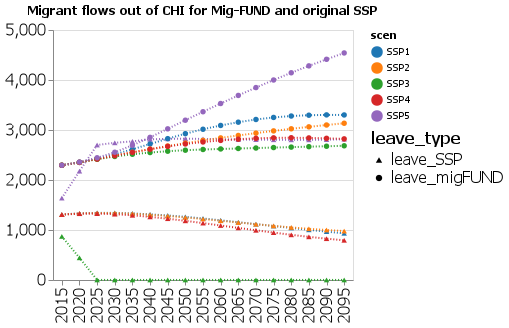 Migrant flows out of CHI for Mig-FUND and original SSP
5,000
4,000
3,000
2,000
1,000
0
2015
2020
2025
2030
2035
2040
2045
2050
2055
2060
2065
2070
2075
2080
2085
2090
2095
scen
SSP1
SSP2
SSP3
SSP4
SSP5
leave_type
leave_SSP
leave_migFUND